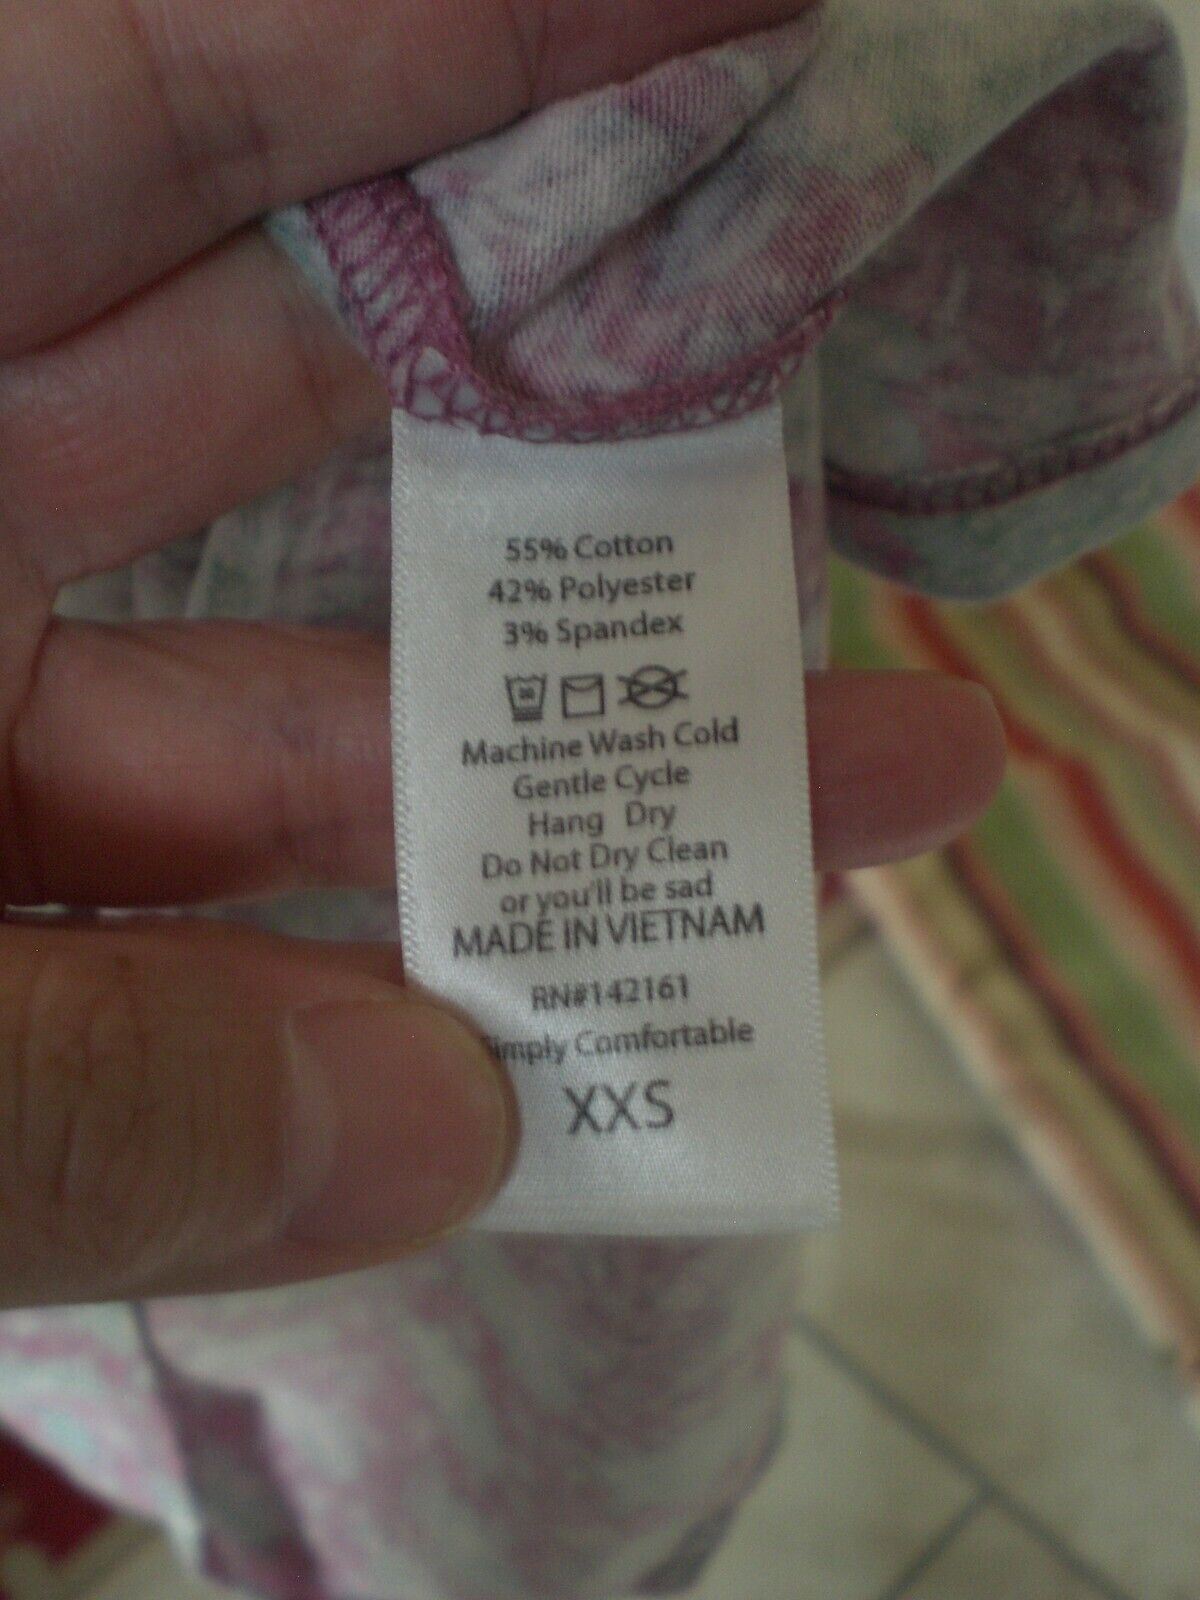 55% Cotton
42% Polyester
3% Spandex
Machine Wash Cold
Gentle Cycle
Hang Dry
Do Not Dry Clean
or you'll be sad
MADE IN VIETNAM
RN#142161
Simply Comfortable
XXS